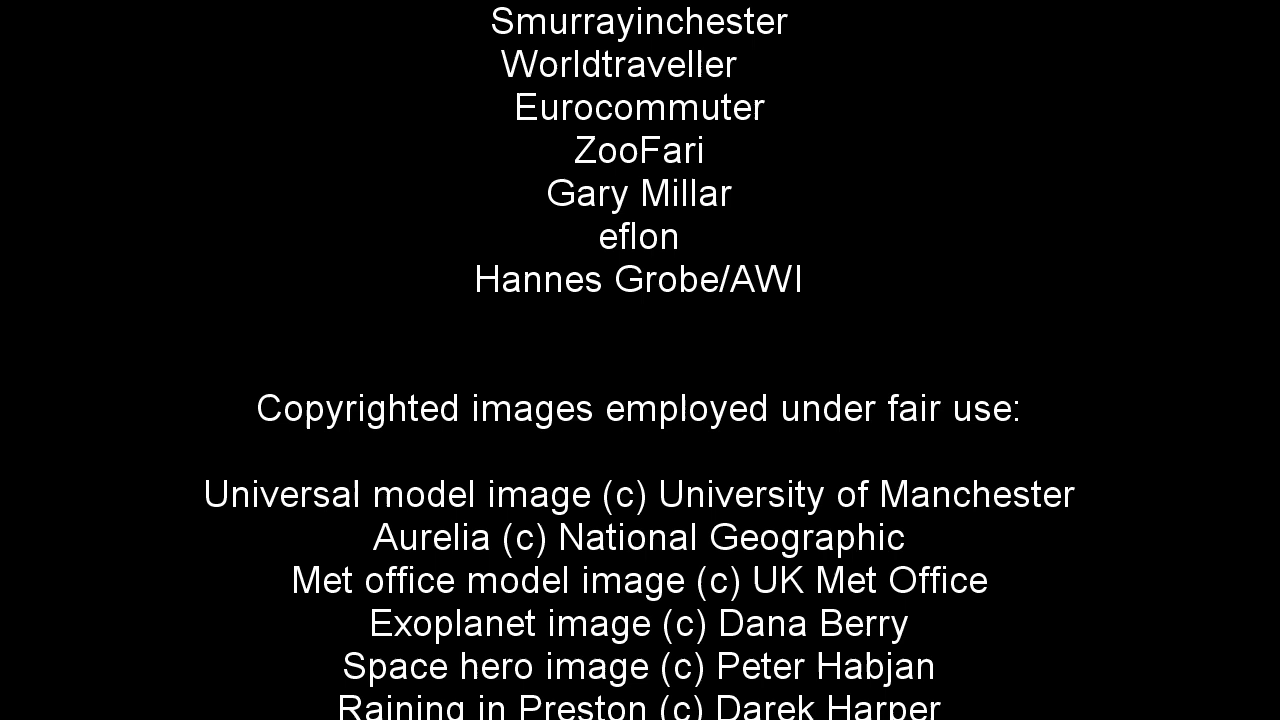 Smurrayinchester
Worldtraveller
Eurocommuter
ZooFari
Gary Millar
eflon
Hannes Grobe/AWI
Copyrighted images employed under fair use:
Universal model image (c) University of Manchester
Aurelia (c) National Geographic
Met office model image (c) UK Met Office
Exoplanet image (c) Dana Berry
Space hero image (c) Peter Habjan
Raining in Preston (c) Darek Harper